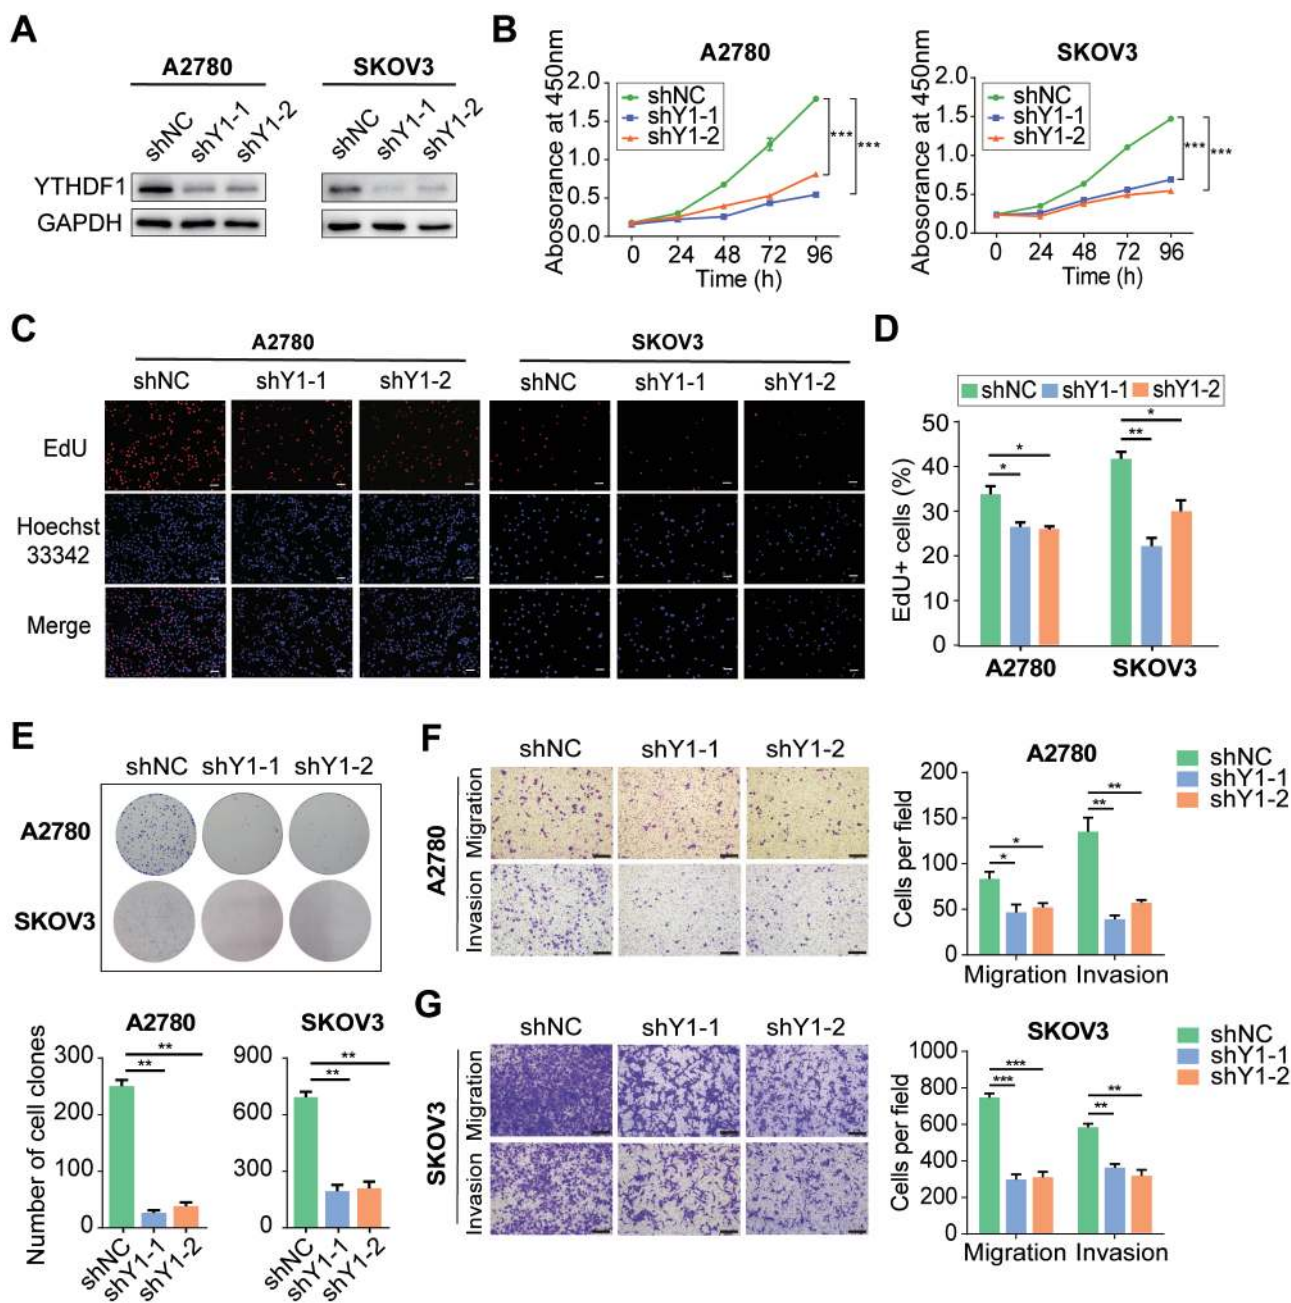 A
A2780
SKOV3
shNC shY1-1 shY1-2
shNC shY1-1 shY1-2
YTHDF1
GAPDH
B
A2780
Abosorance at 450nm
2.0
1.5
1.0
0.5
0.0
shNC
shY1-1
shY1-2
***
***
0 24 48 72 96
Time (h)
SKOV3
Abosorance at 450nm
2.0
1.5
1.0
0.5
0.0
shNC
shY1-1
shY1-2
***
***
0 24 48 72 96
Time (h)
C
A2780
SKOV3
shNC shY1-1 shY1-2 shNC shY1-1 shY1-2
EdU
Hoechst
33342
Merge
D
shNC shY1-1 shY1-2
EdU+ cells (%)
50
40
30
20
10
0
*
*
*
**
A2780 SKOV3
E
shNC shY1-1 shY1-2
A2780
SKOV3
Number of cell clones
A2780
300
200
100
0
**
**
shNC shY1-1 shY1-2
SKOV3
900
600
300
0
**
**
shNC shY1-1 shY1-2
F
shNC shY1-1 shY1-2
A2780
Migration
Invasion
A2780
Cells per field
200
150
100
50
0
*
*
**
**
Migration Invasion
shNC
shY1-1
shY1-2
G
shNC shY1-1 shY1-2
SKOV3
Migration
Invasion
SKOV3
Cells per field
1000
800
600
400
200
0
***
***
**
**
Migration Invasion
shNC
shY1-1
shY1-2